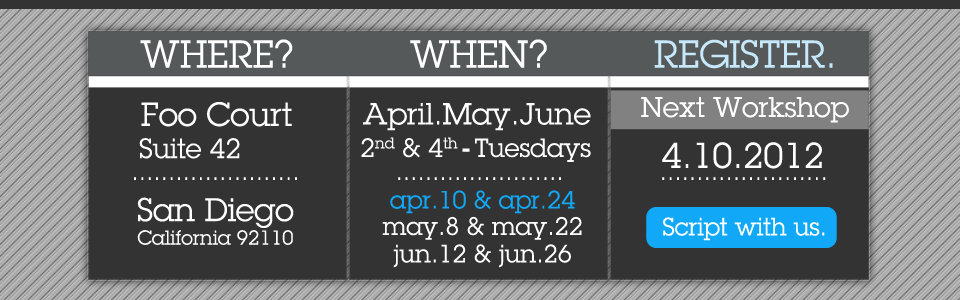 WHERE?
Foo Court
Suite 42
San Diego
California 92110
WHEN?
April.May.June
2nd & 4th - Tuesdays
apr.10 & apr.24
may.8 & may.22
jun.12 & jun.26
REGISTER.
Next Workshop
4.10.2012
Script with us.